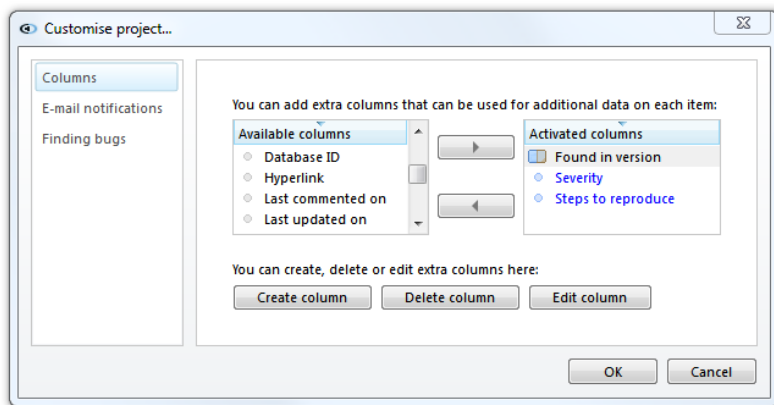 Customise project...
Columns
E-mail notifications
Finding bugs
You can add extra columns that can be used for additional data on each item:
Available columns
Database ID
Hyperlink
Last commented on
Last updated on
Activated columns
Found in version
Severity
Steps to reproduce
You can create, delete or edit extra columns here:
Create column
Delete column
Edit column
OK
Cancel